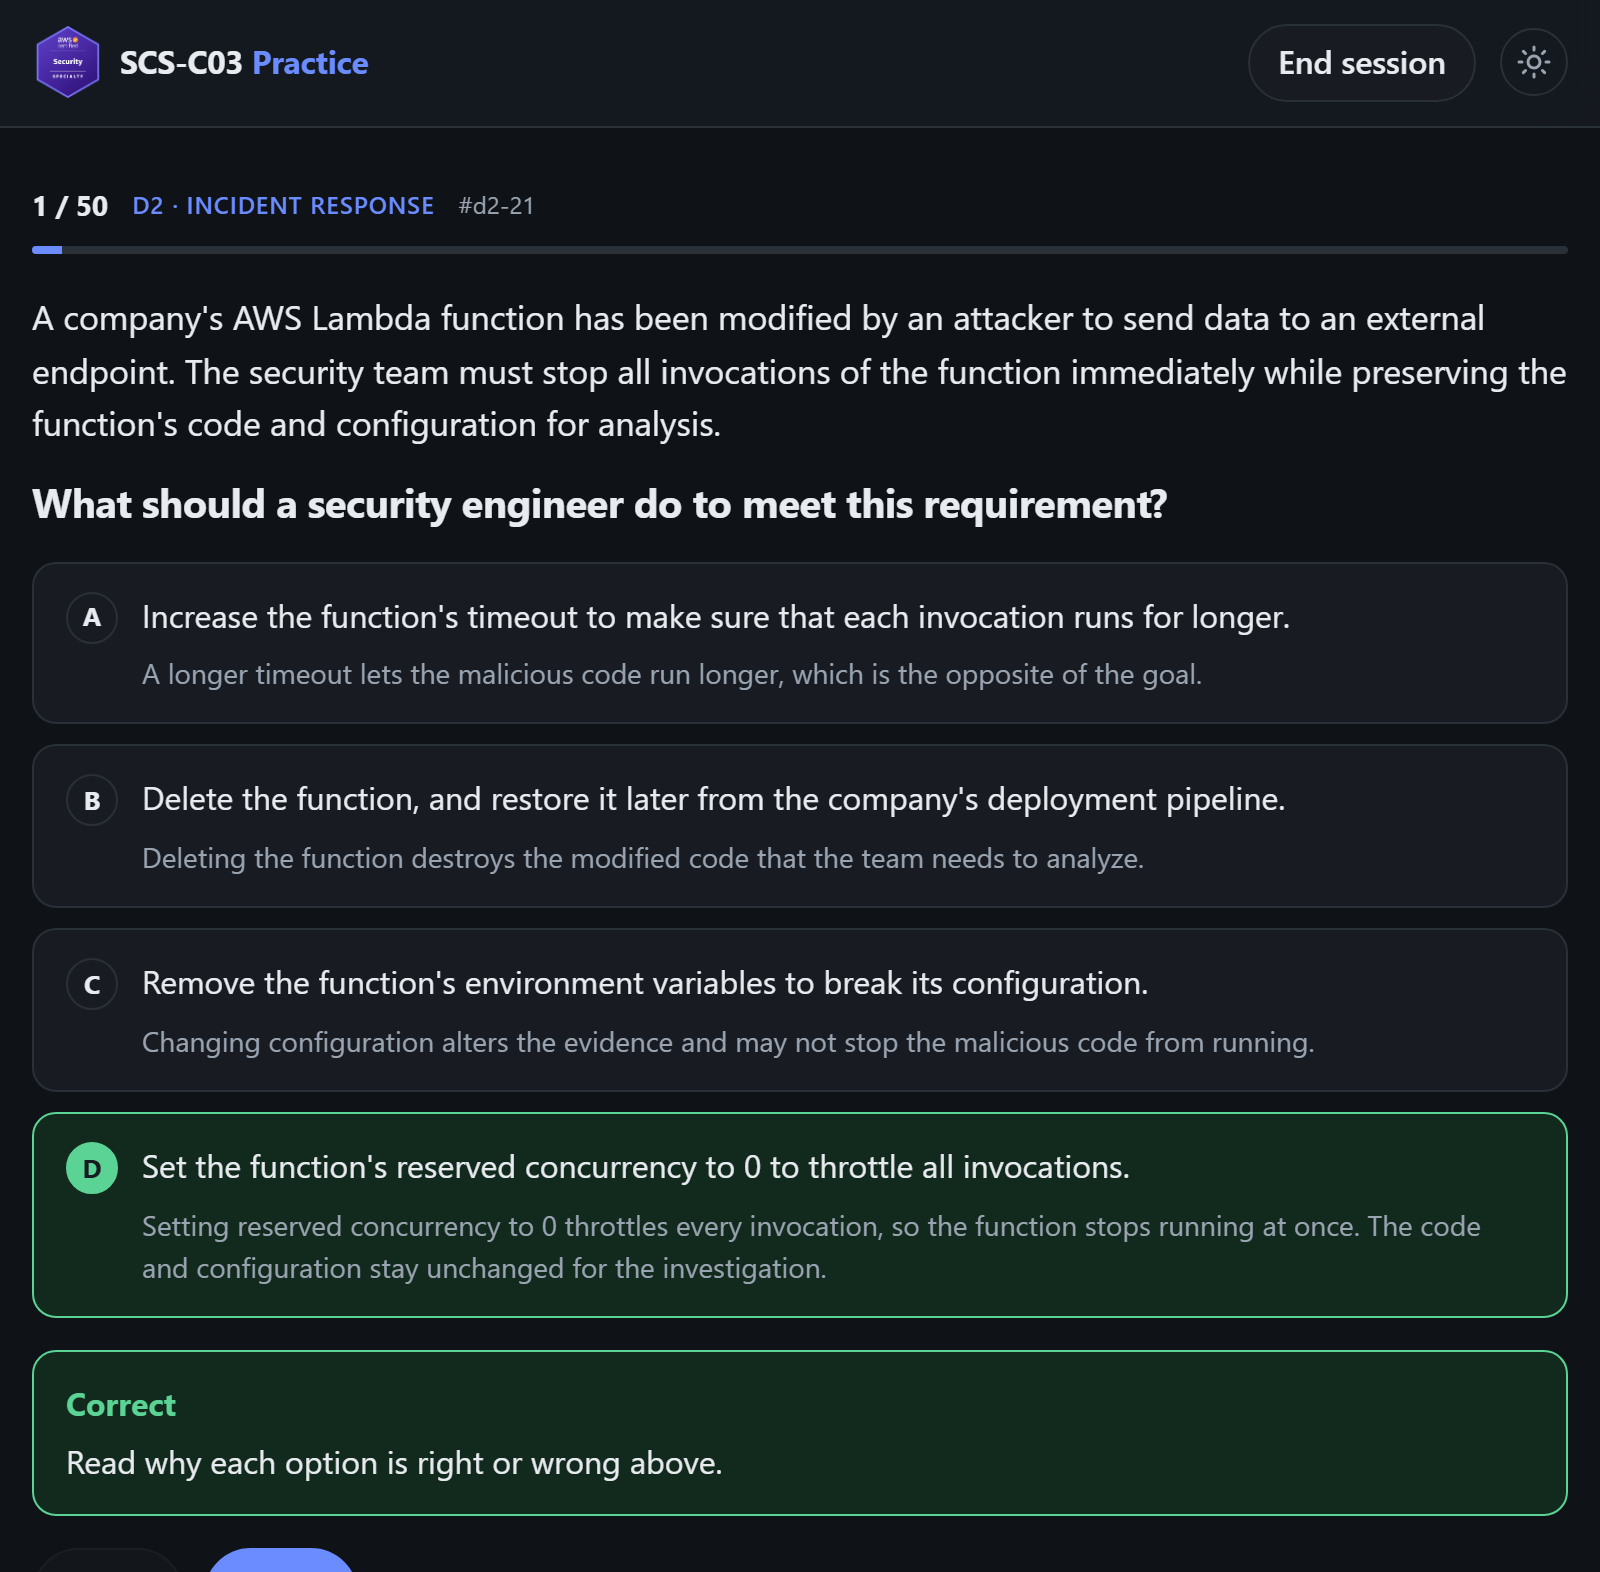 aws
certified
Security
SPECIALTY
SCS-C03 Practice
End session
1 / 50 D2 · INCIDENT RESPONSE #d2-21
A company's AWS Lambda function has been modified by an attacker to send data to an external
endpoint. The security team must stop all invocations of the function immediately while preserving the
function's code and configuration for analysis.
What should a security engineer do to meet this requirement?
A Increase the function's timeout to make sure that each invocation runs for longer.
A longer timeout lets the malicious code run longer, which is the opposite of the goal.
B Delete the function, and restore it later from the company's deployment pipeline.
Deleting the function destroys the modified code that the team needs to analyze.
C Remove the function's environment variables to break its configuration.
Changing configuration alters the evidence and may not stop the malicious code from running.
D Set the function's reserved concurrency to 0 to throttle all invocations.
Setting reserved concurrency to 0 throttles every invocation, so the function stops running at once. The code
and configuration stay unchanged for the investigation.
Correct
Read why each option is right or wrong above.